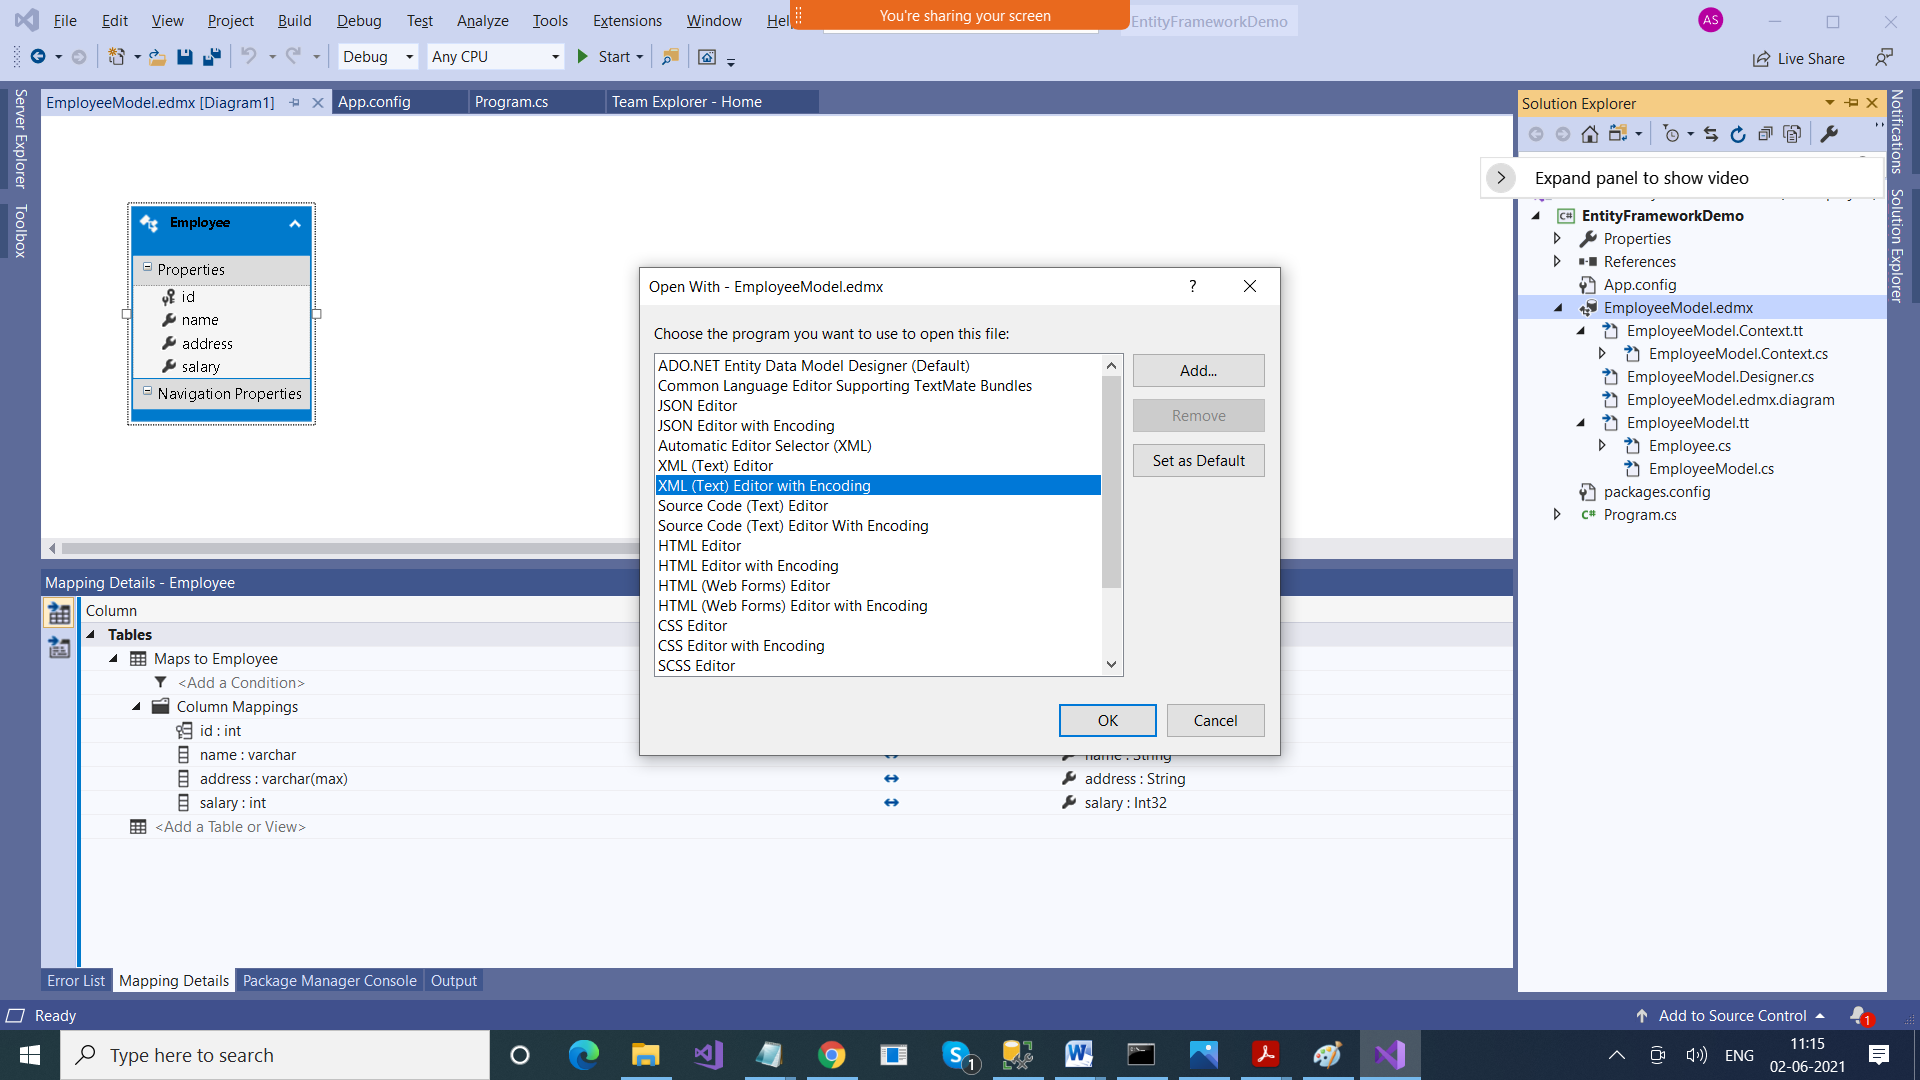 File Edit View Project Build Debug Test Analyze Tools Extensions Window Hel
You're sharing your screen
EntityFrameworkDemo
AS
Debug Any CPU Start
Live Share
Server Explorer
Toolbox
EmployeeModel.edmx [Diagram1]
App.config
Program.cs
Team Explorer - Home
Employee
Properties
id
name
address
salary
Navigation Properties
Open With - EmployeeModel.edmx
?
Choose the program you want to use to open this file:
ADO.NET Entity Data Model Designer (Default)
Common Language Editor Supporting TextMate Bundles
JSON Editor
JSON Editor with Encoding
Automatic Editor Selector (XML)
XML (Text) Editor
XML (Text) Editor with Encoding
Source Code (Text) Editor
Source Code (Text) Editor With Encoding
HTML Editor
HTML Editor with Encoding
HTML (Web Forms) Editor
HTML (Web Forms) Editor with Encoding
CSS Editor
CSS Editor with Encoding
SCSS Editor
Add...
Remove
Set as Default
OK
Cancel
Solution Explorer
Expand panel to show video
C# EntityFrameworkDemo
Properties
References
App.config
EmployeeModel.edmx
EmployeeModel.Context.tt
EmployeeModel.Context.cs
EmployeeModel.Designer.cs
EmployeeModel.edmx.diagram
EmployeeModel.tt
Employee.cs
EmployeeModel.cs
packages.config
C# Program.cs
Notifications
Solution Explorer
Mapping Details - Employee
Column
Tables
Maps to Employee
<Add a Condition>
Column Mappings
id : int
name : varchar
name : String
address : varchar(max)
address : String
salary : int
salary : Int32
<Add a Table or View>
Error List
Mapping Details
Package Manager Console
Output
Ready
Add to Source Control
1
Type here to search
1
ENG
11:15
02-06-2021